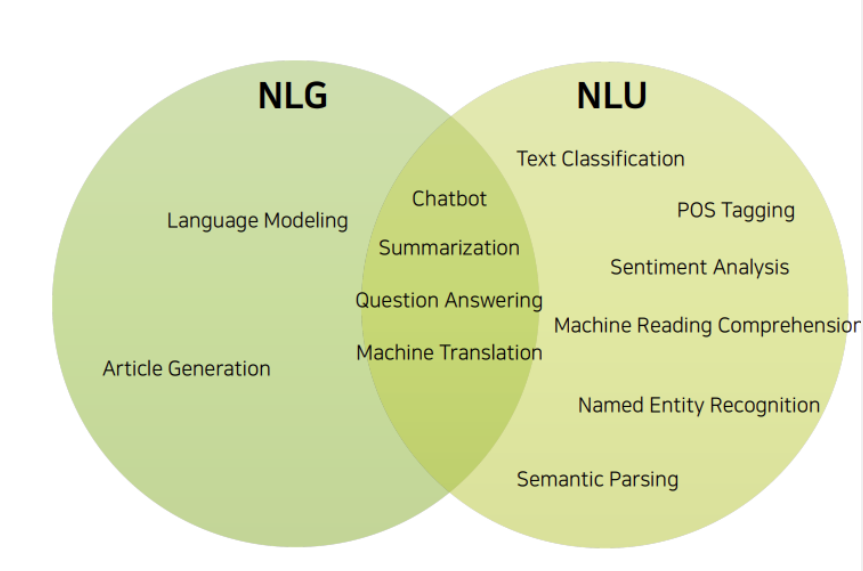 NLG
Language Modeling
Article Generation
Chatbot
Summarization
Question Answering
Machine Translation
NLU
Text Classification
POS Tagging
Sentiment Analysis
Machine Reading Comprehension
Named Entity Recognition
Semantic Parsing